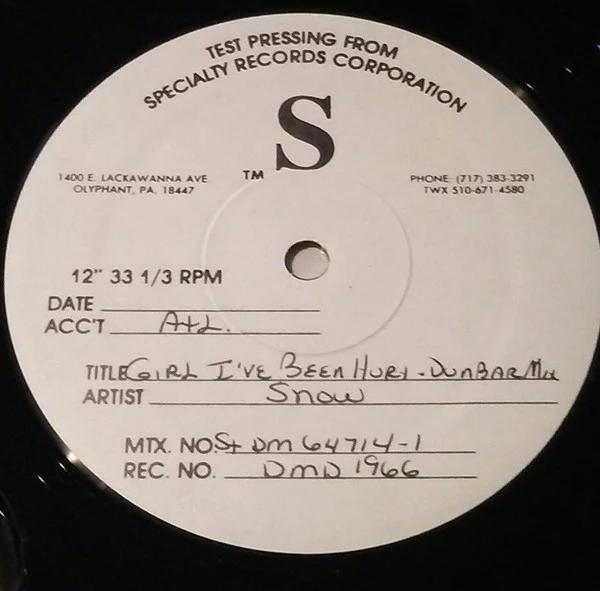 TEST PRESSING FROM
SPECIALTY RECORDS CORPORATION
S
TM
1400 E. LACKAWANNA AVE.
OLYPHANT, PA. 18447
PHONE: (717) 383-3291
TWX 510-671-4580
12" 33 1/3 RPM
DATE
ACC'T Atl.
TITLE GIRL I'VE BEEN HURT - DUNBAR Mix
ARTIST Snow
MTX. NO. St DM 64714-1
REC. NO. DMD 1966